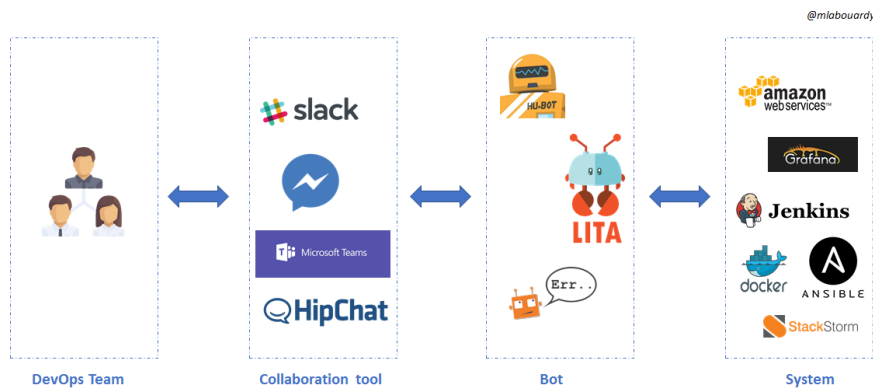 @mlabouardy
slack
Microsoft Teams
HipChat
HU-BOT
LITA
Err..
amazon
web services™
Grafana
Jenkins
docker
ANSIBLE
StackStorm
DevOps Team
Collaboration tool
Bot
System